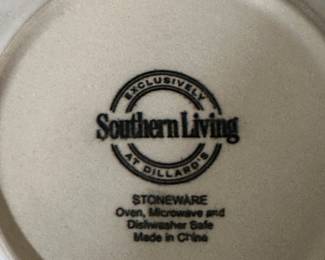 EXCLUSIVELY
Southern Living
AT DILLARD'S
STONEWARE
Oven, Microwave and
Dishwasher Safe
Made in China